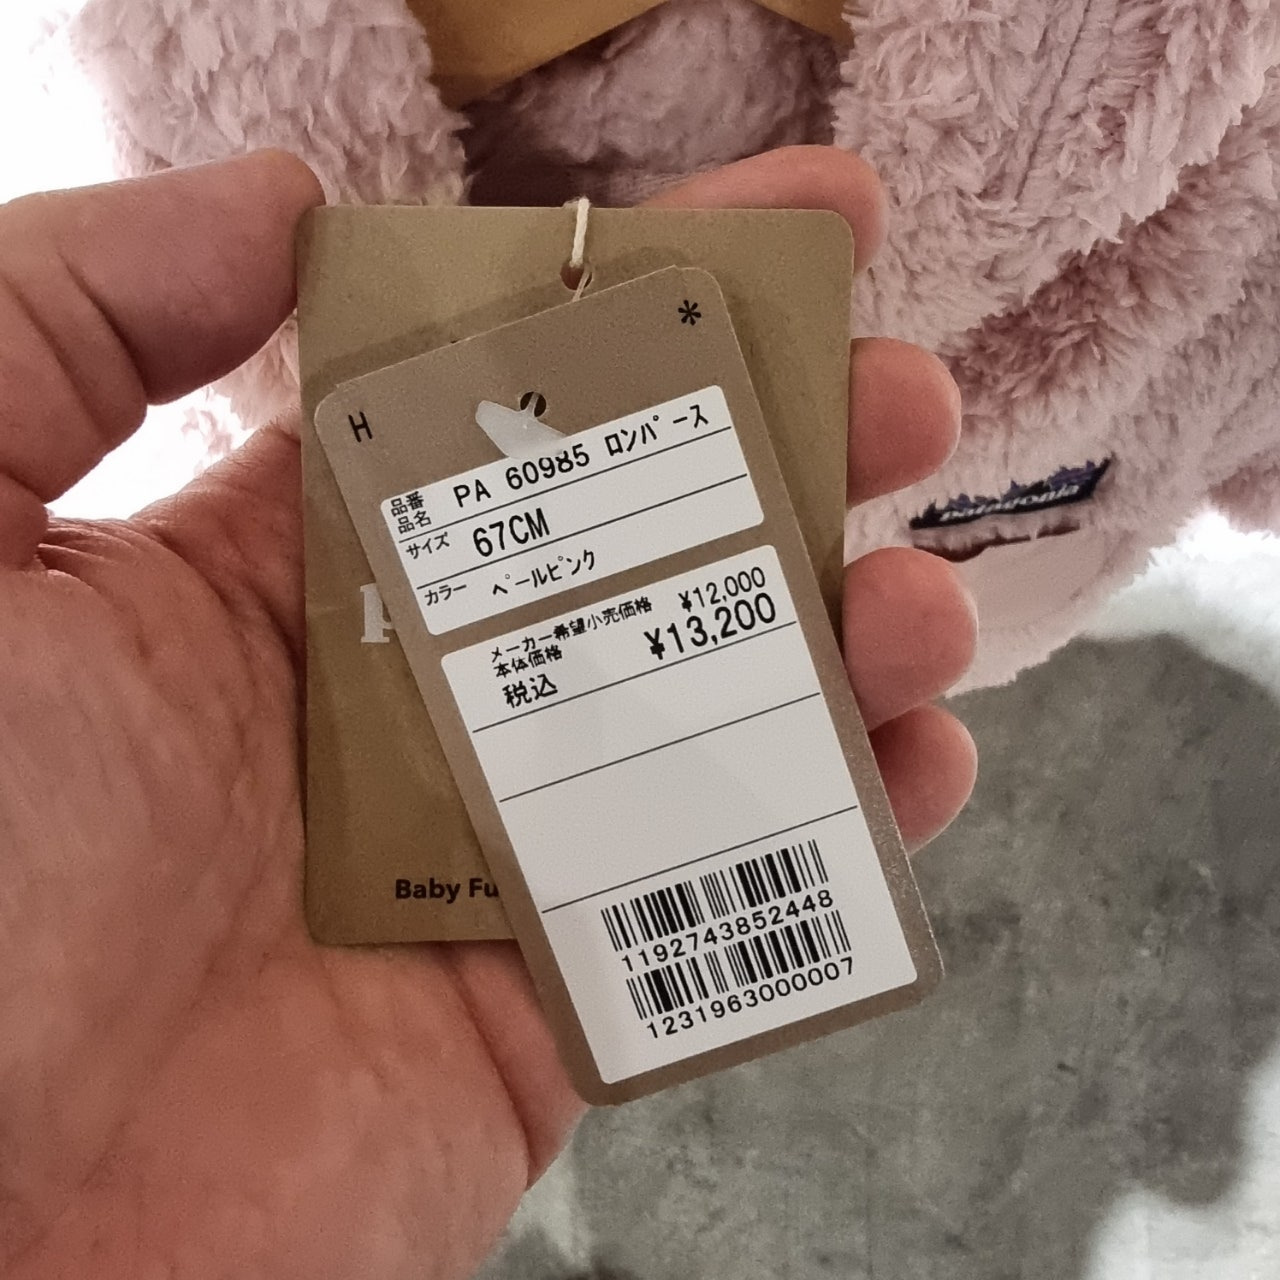 H
*
品番
品名
PA 60985 ロンパース
サイズ 67CM
カラー ペールピンク
メーカー希望小売価格
本体価格 ¥12,000
税込 ¥13,200
1192743852448
1231963000007
Baby Fu
patagonia